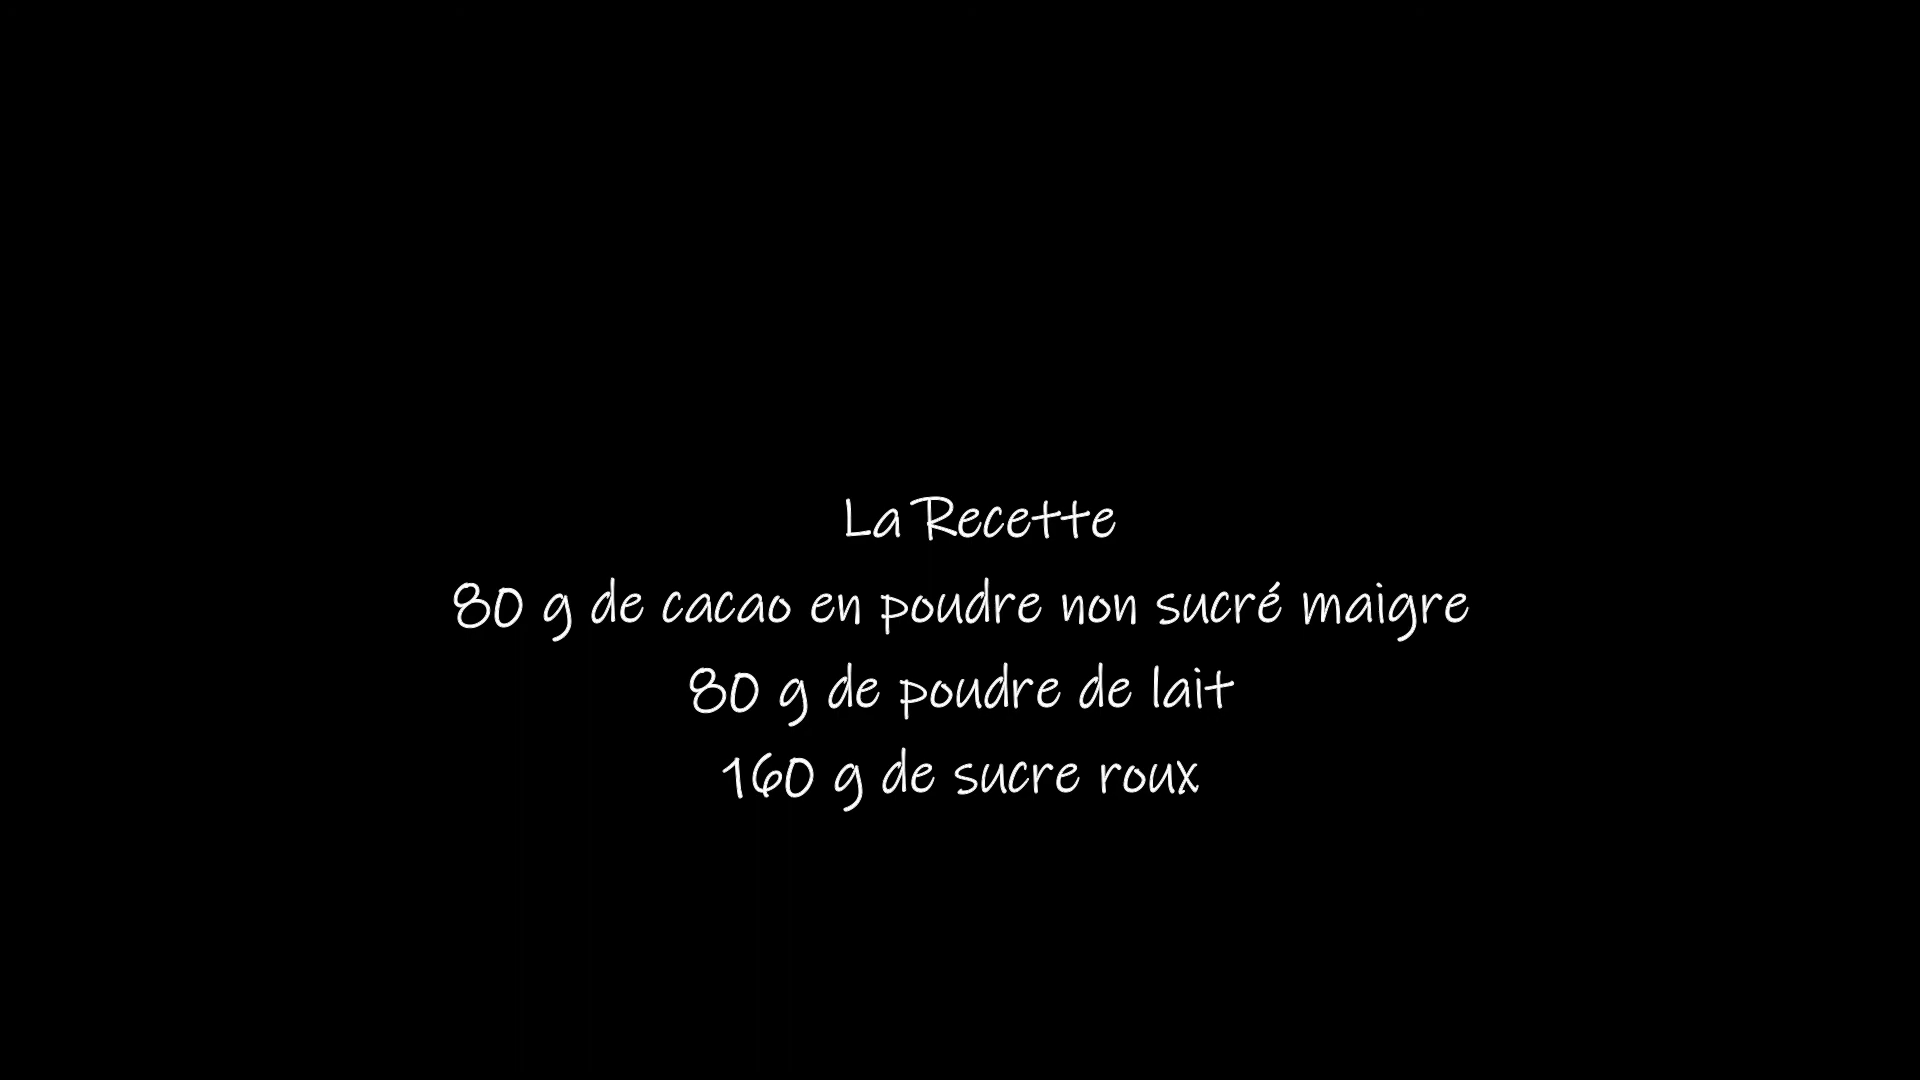 La Recette
80 g de cacao en poudre non sucré maigre
80 g de poudre de lait
160 g de sucre roux